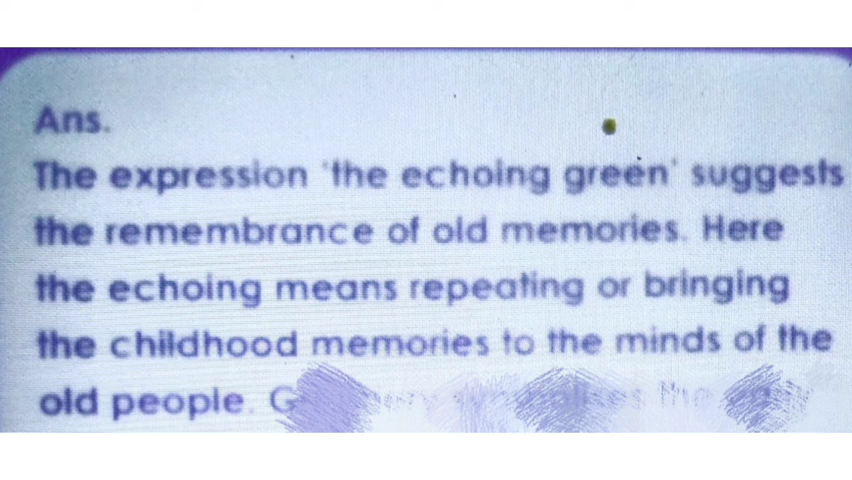 Ans.
The expression 'the echoing green' suggests
the remembrance of old memories. Here
the echoing means repeating or bringing
the childhood memories to the minds of the
old people. the